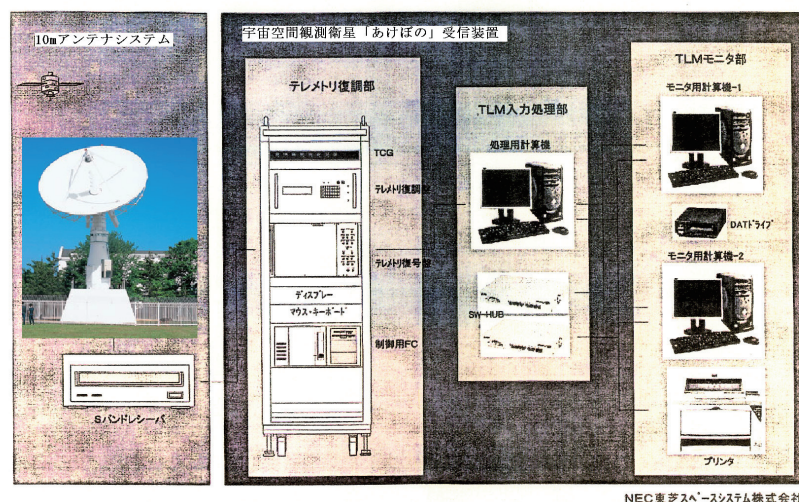 10mアンテナシステム
Sバンドレシーバ
宇宙空間観測衛星「あけぼの」受信装置
テレメトリ復調部
TCG
テレメトリ復調盤
テレメトリ復号盤
ディスプレー
マウス・キーボード
制御用FC
TLM入力処理部
処理用計算機
SW-HUB
TLMモニタ部
モニタ用計算機-1
DATドライブ
モニタ用計算機-2
プリンタ
NEC東芝スペースシステム株式会社